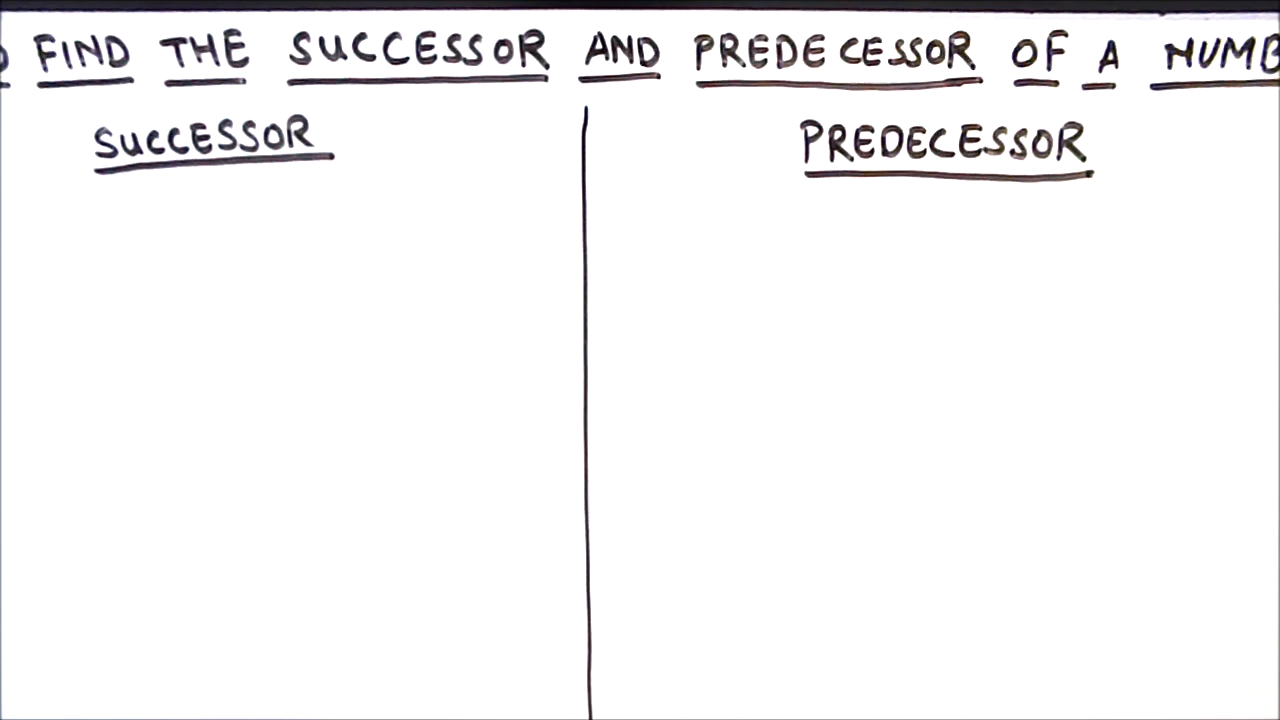 FIND THE SUCCESSOR AND PREDECESSOR OF A
SUCCESSOR
PREDECESSOR